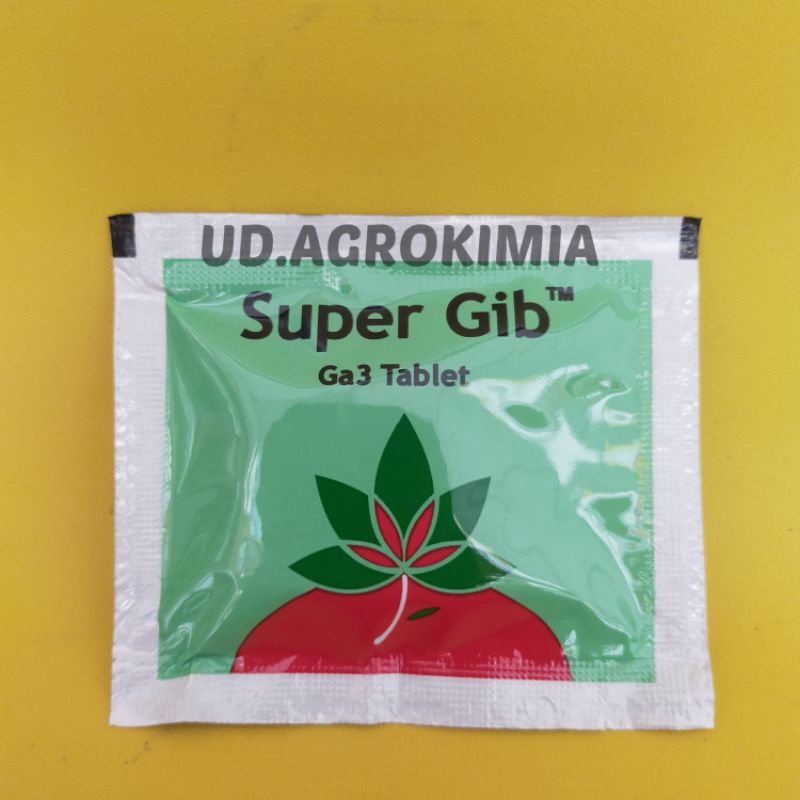 UD.AGROKIMIA
Super Gib™
Ga3 Tablet